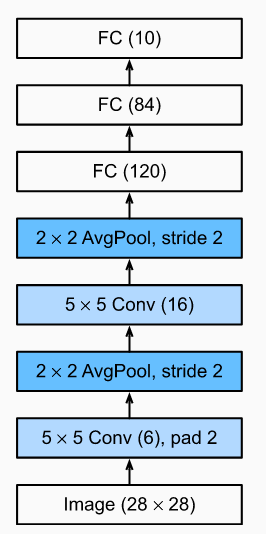 FC (10)
FC (84)
FC (120)
2 × 2 AvgPool, stride 2
5 × 5 Conv (16)
2 × 2 AvgPool, stride 2
5 × 5 Conv (6), pad 2
Image (28 × 28)